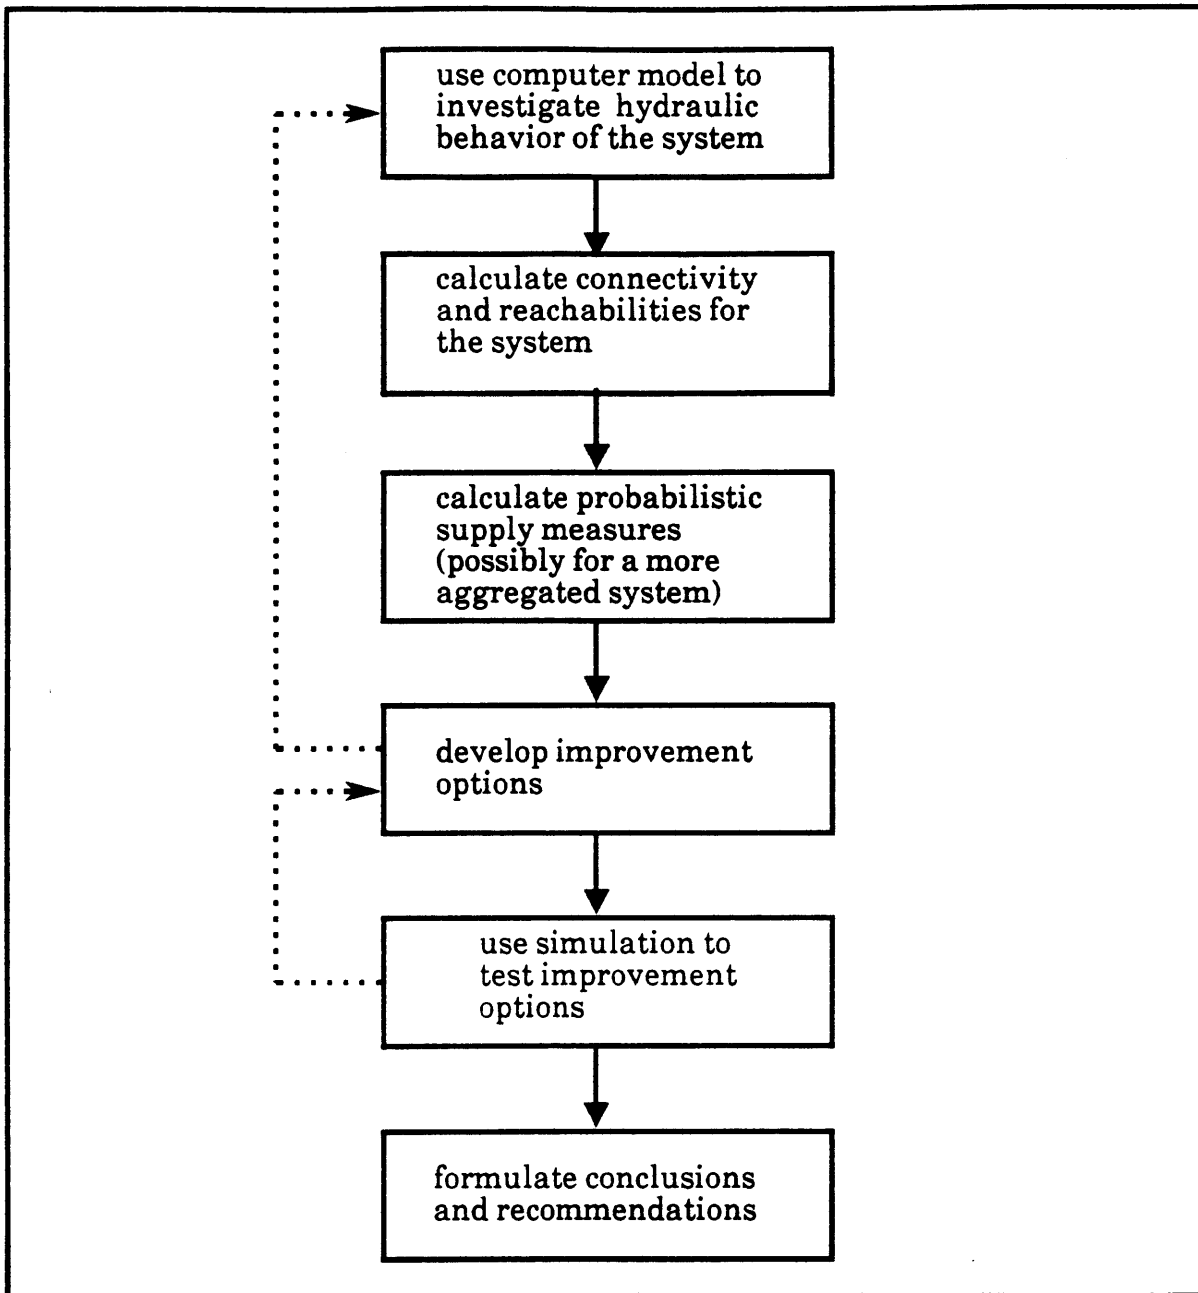 use computer model to
investigate hydraulic
behavior of the system
calculate connectivity
and reachabilities for
the system
calculate probabilistic
supply measures
(possibly for a more
aggregated system)
develop improvement
options
use simulation to
test improvement
options
formulate conclusions
and recommendations